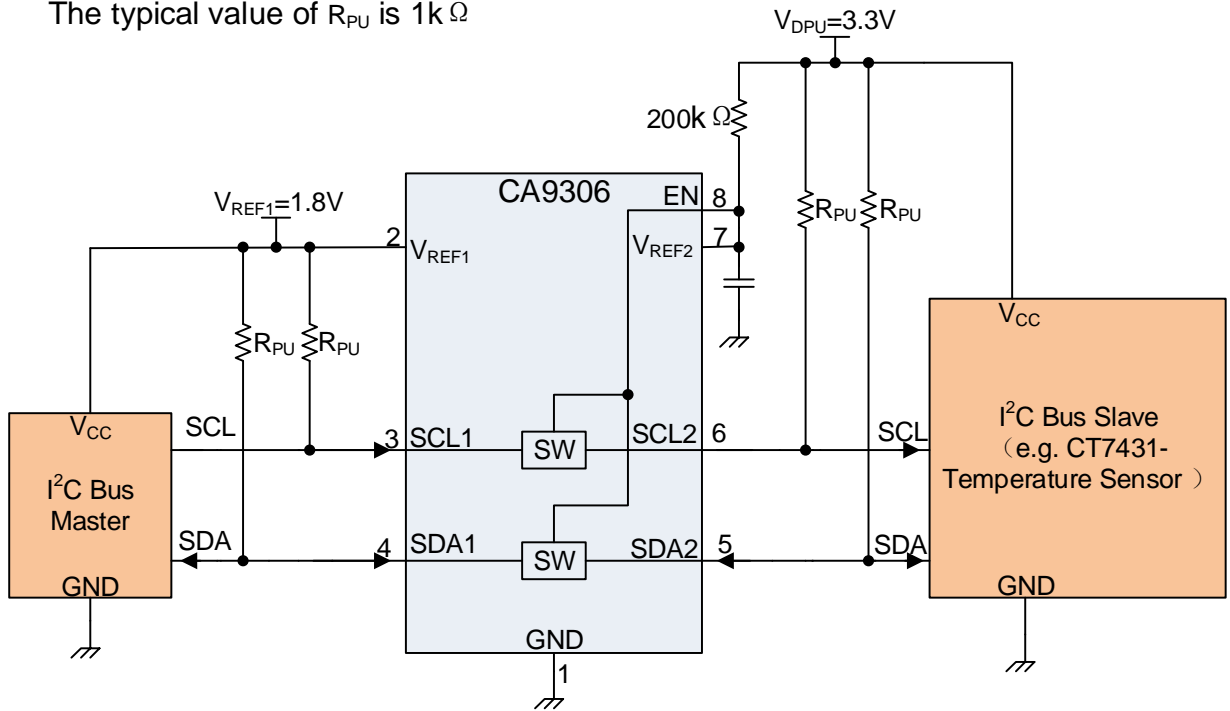 The typical value of RPU is 1k Ω
VDPU=3.3V
200k Ω
CA9306
EN 8
VREF1=1.8V
2
VREF1
7
VREF2
RPU RPU
RPU RPU
VCC
VCC
SCL
3 SCL1
SW
SCL2 6
SCL
I²C Bus Master
I²C Bus Slave
（e.g. CT7431-
Temperature Sensor ）
SDA
4 SDA1
SW
SDA2 5
SDA
GND
GND
GND
1